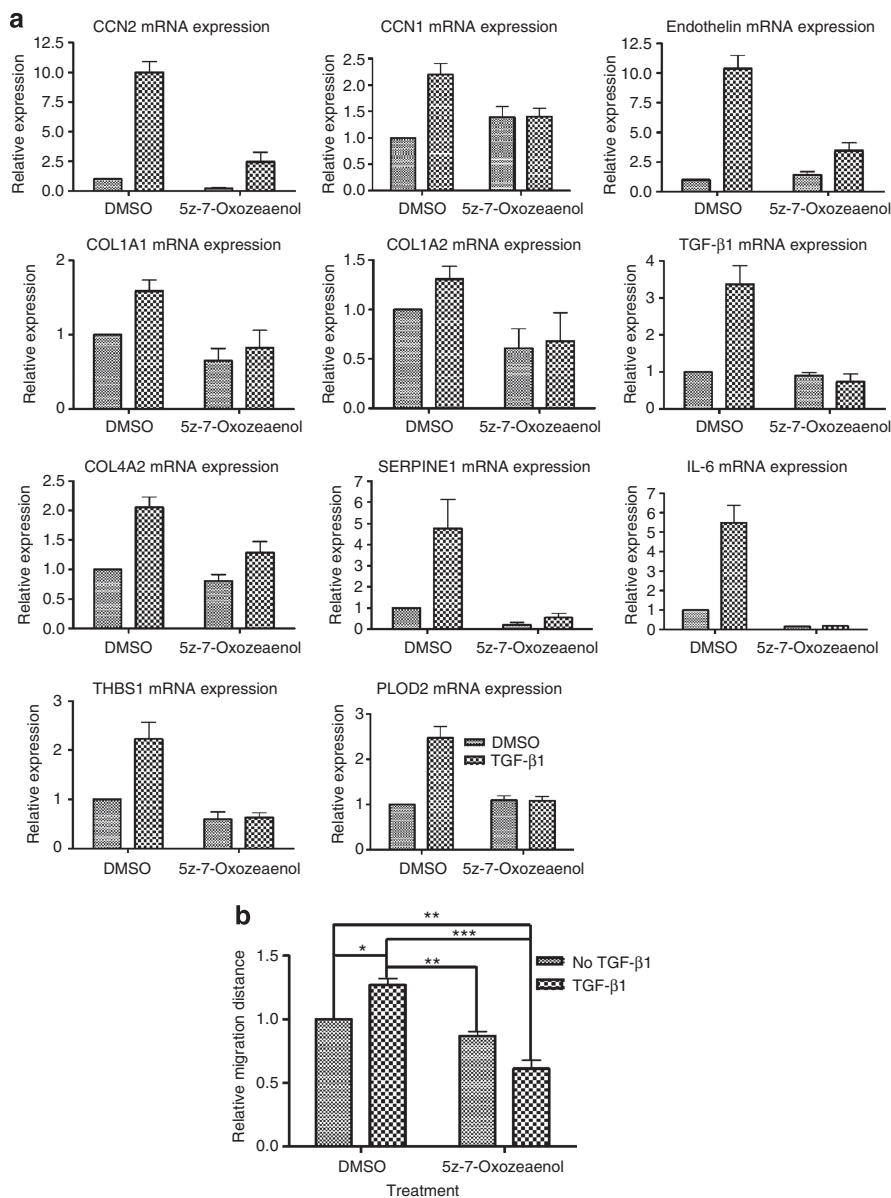 a
CCN2 mRNA expression
Relative expression
12.5
10.0
7.5
5.0
2.5
0.0
DMSO
5z-7-Oxozeaenol
CCN1 mRNA expression
Relative expression
2.5
2.0
1.5
1.0
0.5
0.0
DMSO
5z-7-Oxozeaenol
Endothelin mRNA expression
Relative expression
12.5
10.0
7.5
5.0
2.5
0.0
DMSO
5z-7-Oxozeaenol
COL1A1 mRNA expression
Relative expression
2
1
0
DMSO
5z-7-Oxozeaenol
COL1A2 mRNA expression
Relative expression
1.5
1.0
0.5
0.0
DMSO
5z-7-Oxozeaenol
TGF-β1 mRNA expression
Relative expression
4
3
2
1
0
DMSO
5z-7-Oxozeaenol
COL4A2 mRNA expression
Relative expression
2.5
2.0
1.5
1.0
0.5
0.0
DMSO
5z-7-Oxozeaenol
SERPINE1 mRNA expression
Relative expression
7
6
5
4
3
2
1
0
DMSO
5z-7-Oxozeaenol
IL-6 mRNA expression
Relative expression
7
6
5
4
3
2
1
0
DMSO
5z-7-Oxozeaenol
THBS1 mRNA expression
Relative expression
3
2
1
0
DMSO
5z-7-Oxozeaenol
PLOD2 mRNA expression
Relative expression
3
2
1
0
DMSO
5z-7-Oxozeaenol
DMSO
TGF-β1
b
Relative migration distance
1.5
1.0
0.5
0.0
**
***
*
**
No TGF-β1
TGF-β1
DMSO
5z-7-Oxozeaenol
Treatment